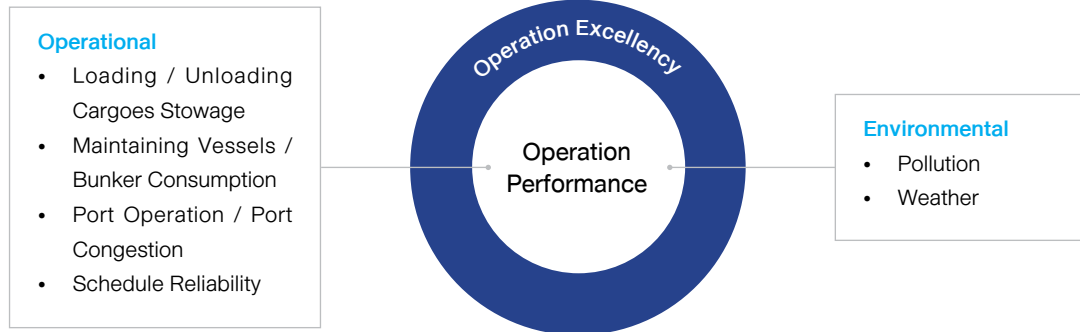 Operational
• Loading / Unloading
Cargoes Stowage
• Maintaining Vessels /
Bunker Consumption
• Port Operation / Port
Congestion
• Schedule Reliability
Operation Excellency
Operation
Performance
Environmental
• Pollution
• Weather